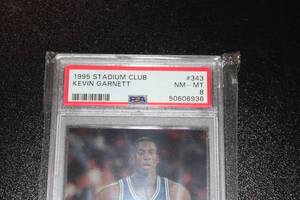 1995 STADIUM CLUB #343
KEVIN GARNETT NM - MT
8
PSA 50606936